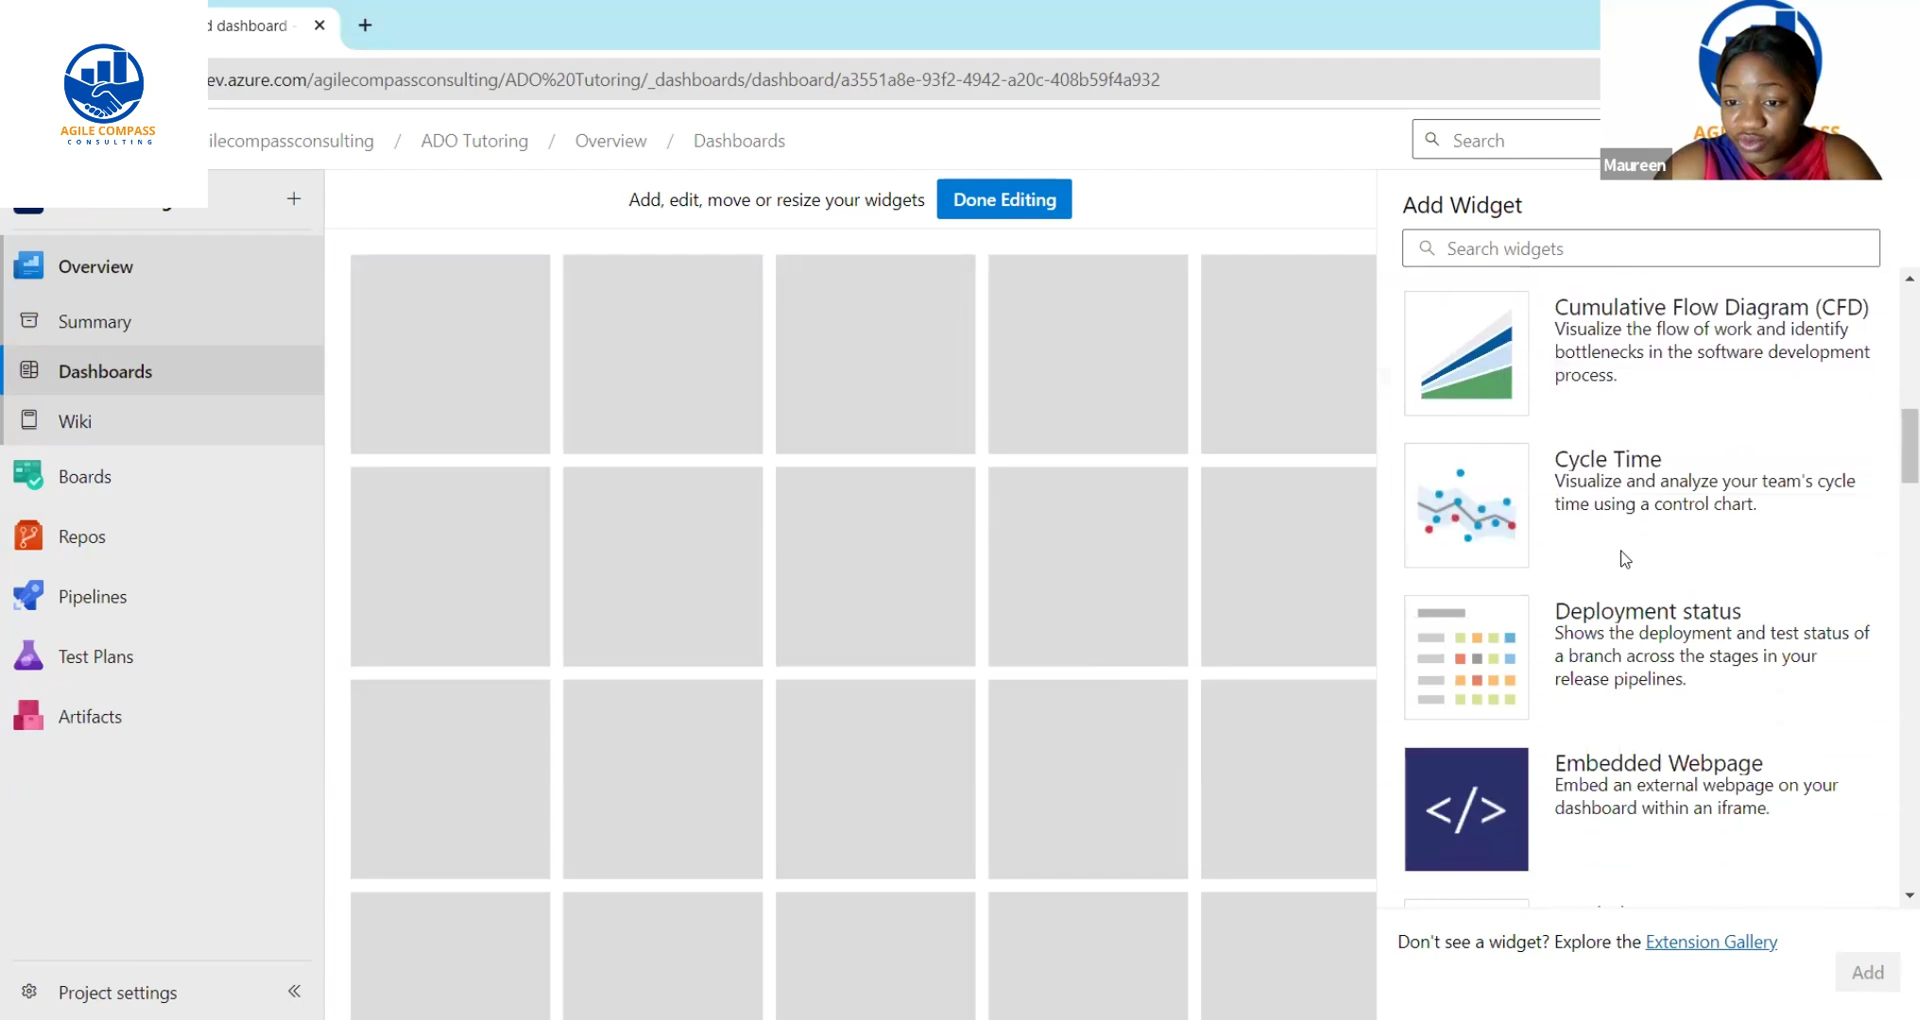 d dashboard -
ev.azure.com/agilecompassconsulting/ADO%20Tutoring/_dashboards/dashboard/a3551a8e-93f2-4942-a20c-408b59f4a932
AGILE COMPASS
CONSULTING
ilecompassconsulting / ADO Tutoring / Overview / Dashboards
Search
Maureen
Add, edit, move or resize your widgets
Done Editing
Overview
Summary
Dashboards
Wiki
Boards
Repos
Pipelines
Test Plans
Artifacts
Project settings
Add Widget
Search widgets
Cumulative Flow Diagram (CFD)
Visualize the flow of work and identify
bottlenecks in the software development
process.
Cycle Time
Visualize and analyze your team's cycle
time using a control chart.
Deployment status
Shows the deployment and test status of
a branch across the stages in your
release pipelines.
</>
Embedded Webpage
Embed an external webpage on your
dashboard within an iframe.
Don't see a widget? Explore the Extension Gallery
Add